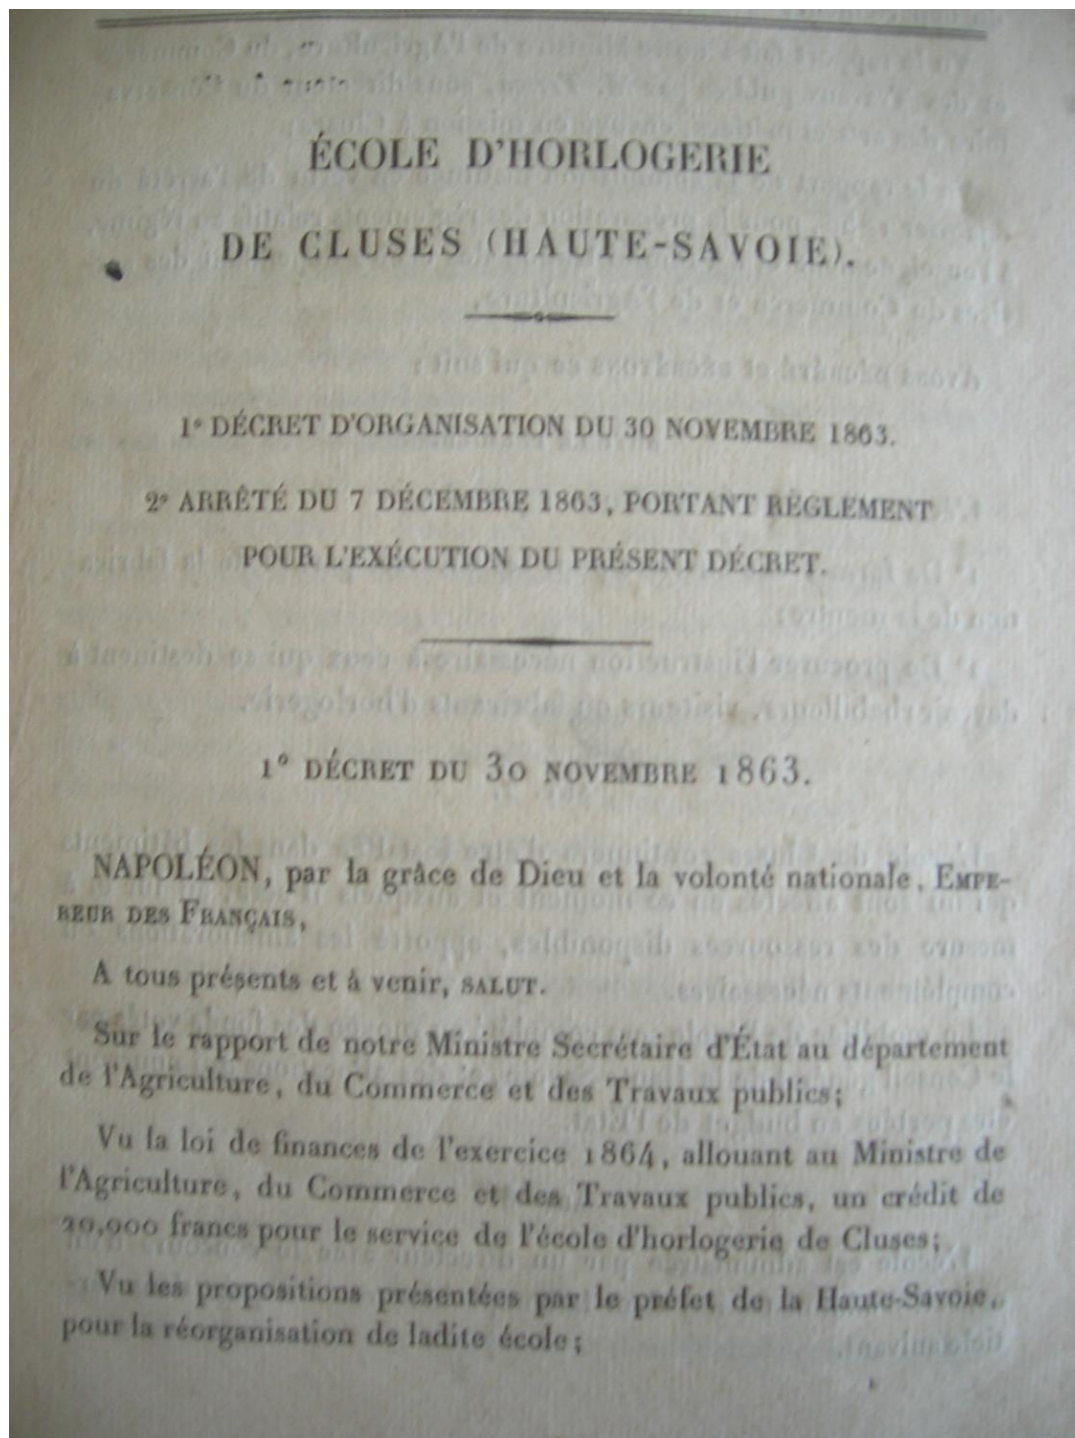 ÉCOLE D'HORLOGERIE
DE CLUSES (HAUTE-SAVOIE).
1° DÉCRET D'ORGANISATION DU 30 NOVEMBRE 1863.
2° ARRÊTÉ DU 7 DÉCEMBRE 1863, PORTANT RÈGLEMENT
POUR L'EXÉCUTION DU PRÉSENT DÉCRET.
1° DÉCRET DU 30 NOVEMBRE 1863.
NAPOLÉON, par la grâce de Dieu et la volonté nationale, EMPE-
REUR DES FRANÇAIS,
A tous présents et à venir, SALUT.
Sur le rapport de notre Ministre Secrétaire d'État au département
de l'Agriculture, du Commerce et des Travaux publics;
Vu la loi de finances de l'exercice 1864, allouant au Ministre de
l'Agriculture, du Commerce et des Travaux publics, un crédit de
20,000 francs pour le service de l'école d'horlogerie de Cluses;
Vu les propositions présentées par le préfet de la Haute-Savoie,
pour la réorganisation de ladite école;